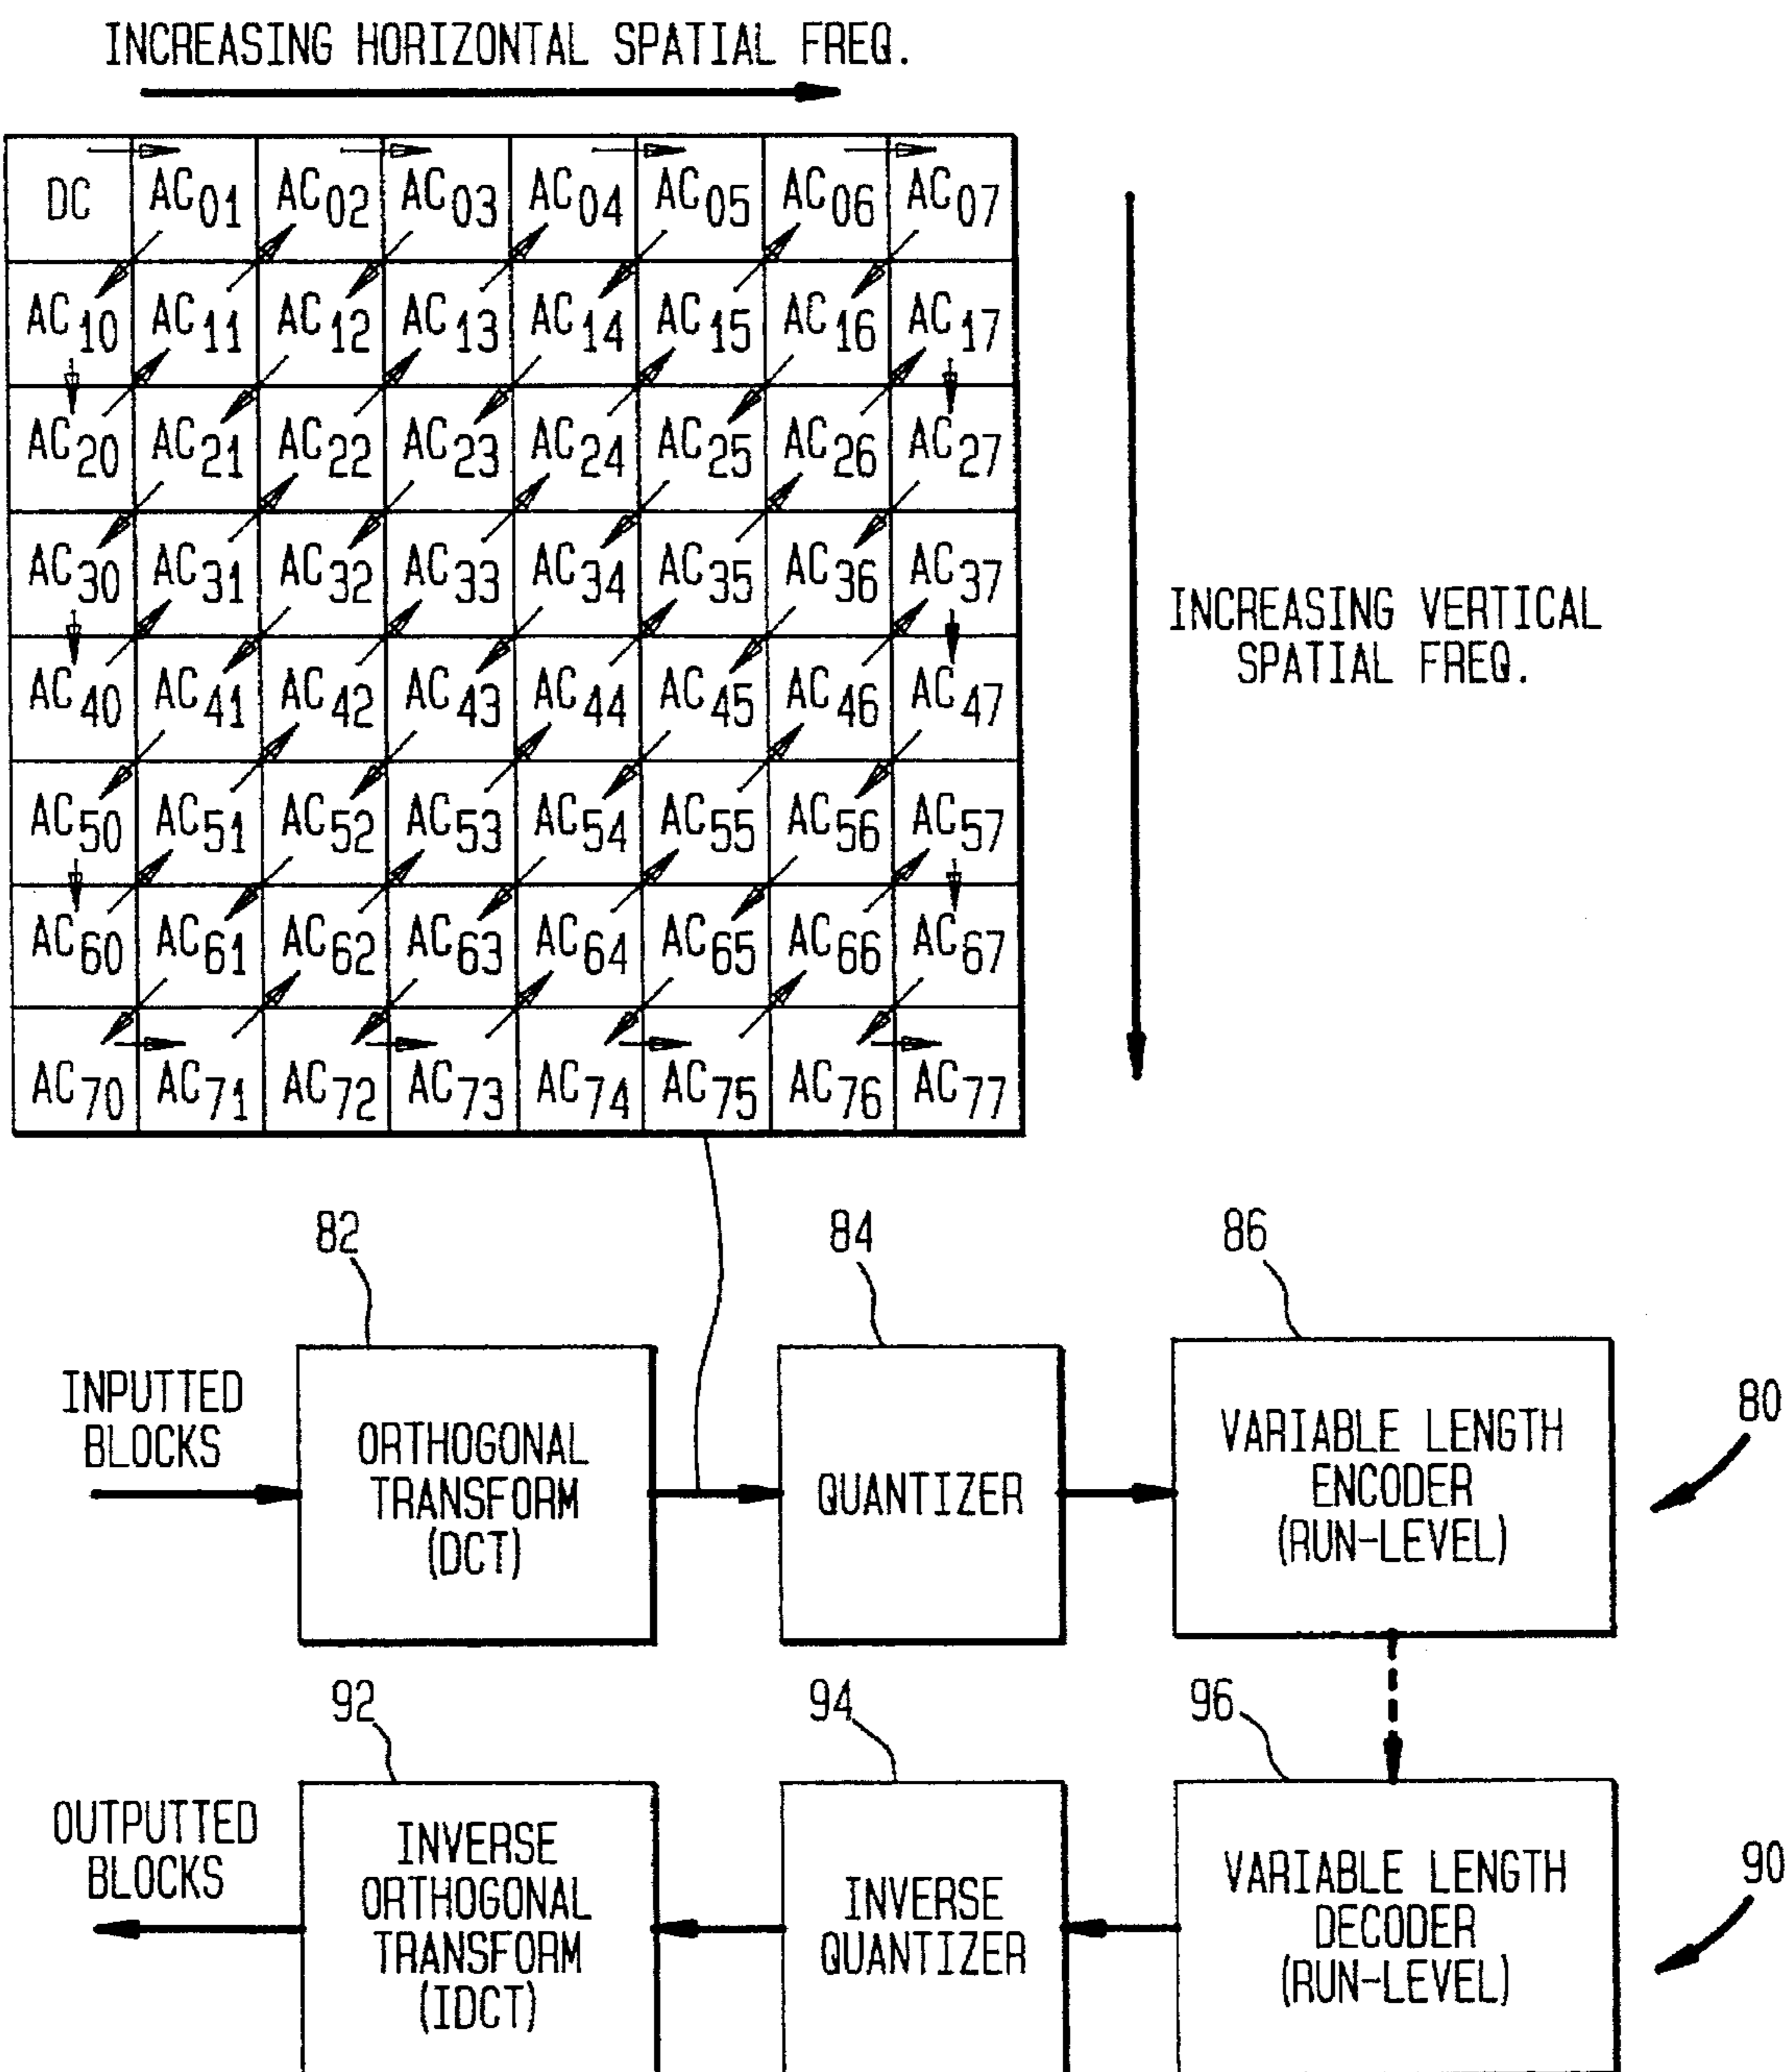 INCREASING HORIZONTAL SPATIAL FREQ.
DC AC01 AC02 AC03 AC04 AC05 AC06 AC07
AC10 AC11 AC12 AC13 AC14 AC15 AC16 AC17
AC20 AC21 AC22 AC23 AC24 AC25 AC26 AC27
AC30 AC31 AC32 AC33 AC34 AC35 AC36 AC37
AC40 AC41 AC42 AC43 AC44 AC45 AC46 AC47
AC50 AC51 AC52 AC53 AC54 AC55 AC56 AC57
AC60 AC61 AC62 AC63 AC64 AC65 AC66 AC67
AC70 AC71 AC72 AC73 AC74 AC75 AC76 AC77
INCREASING VERTICAL
SPATIAL FREQ.
82
84
86
INPUTTED
BLOCKS
ORTHOGONAL
TRANSFORM
(DCT)
QUANTIZER
VARIABLE LENGTH
ENCODER
(RUN-LEVEL)
80
92
94
96
OUTPUTTED
BLOCKS
INVERSE
ORTHOGONAL
TRANSFORM
(IDCT)
INVERSE
QUANTIZER
VARIABLE LENGTH
DECODER
(RUN-LEVEL)
90